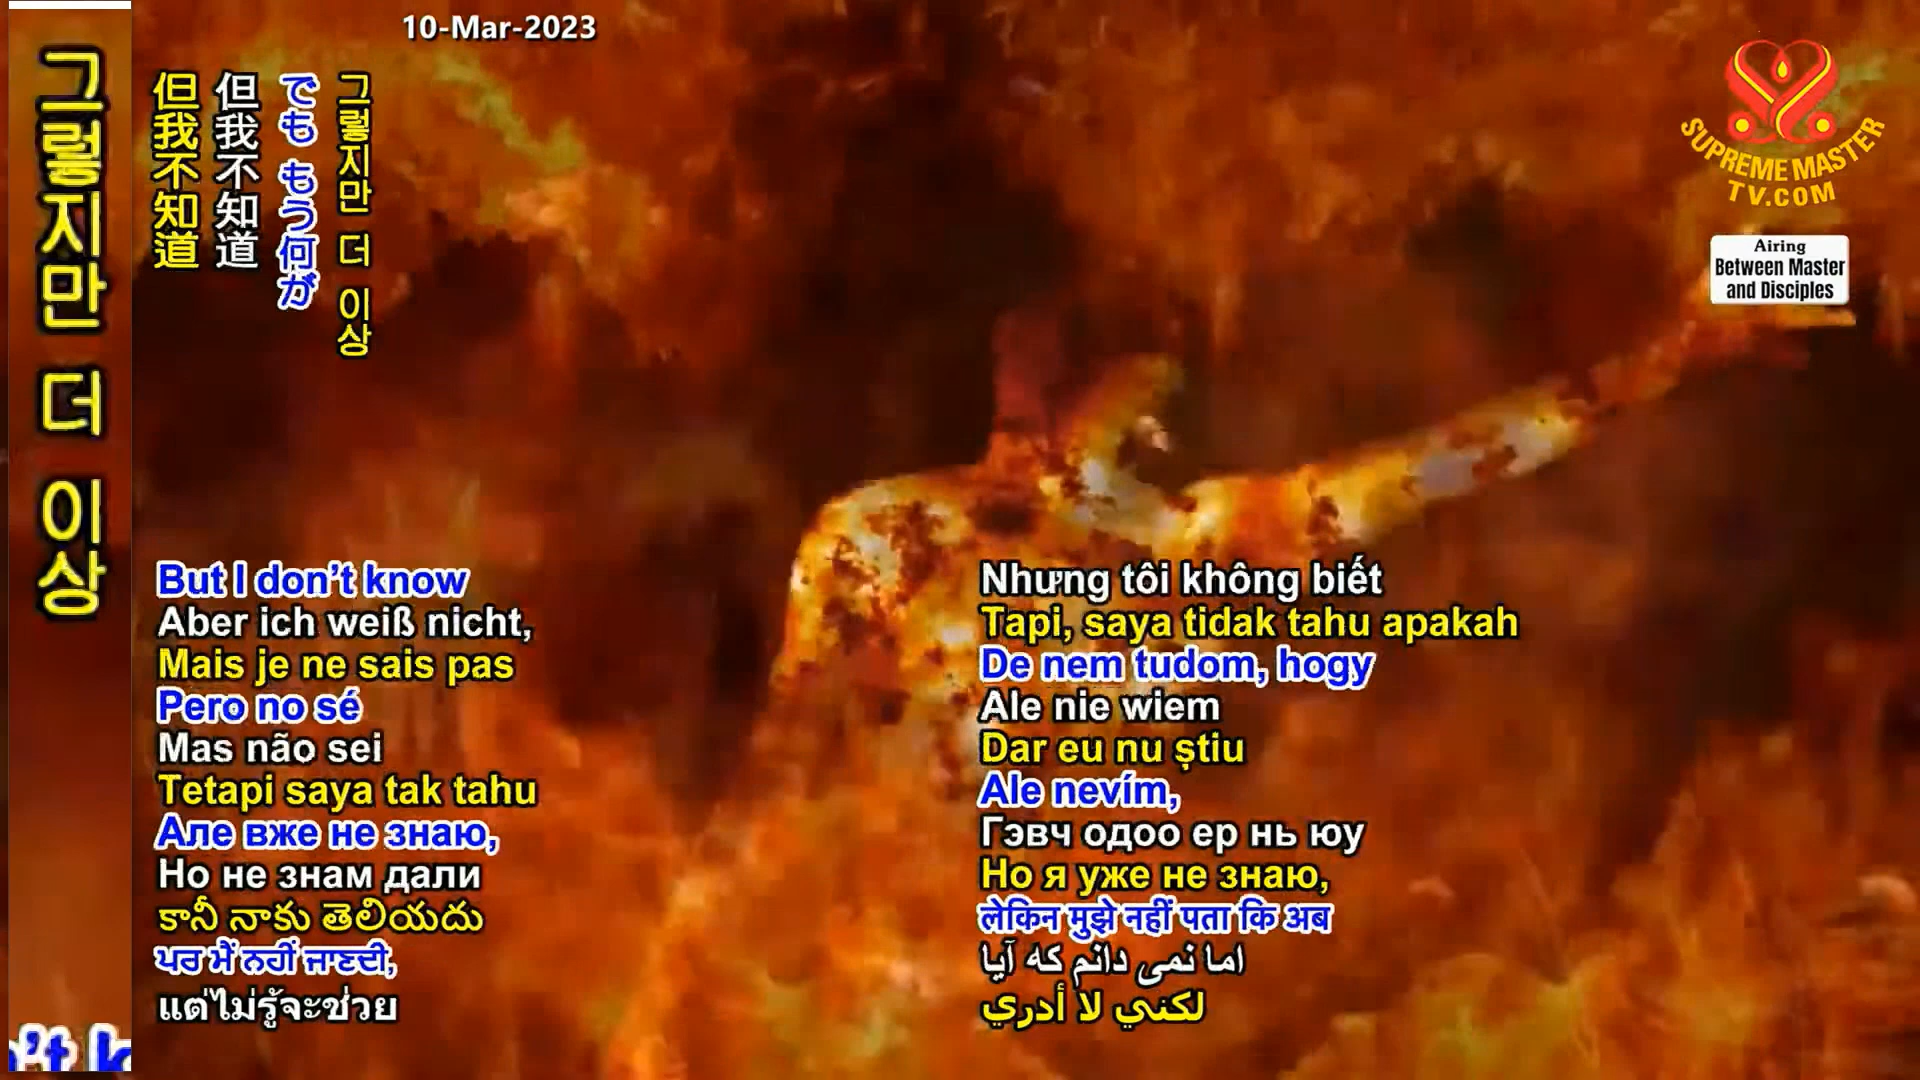 10-Mar-2023
그렇지만 더 이상
但我不知道
但我不知道
でも もう何が
그렇지만 더 이상
SUPREME MASTER
TV.COM
Airing
Between Master
and Disciples
But I don't know
Aber ich weiß nicht,
Mais je ne sais pas
Pero no sé
Mas não sei
Tetapi saya tak tahu
Але вже не знаю,
Но не знам дали
కానీ నాకు తెలియదు
ਪਰ ਮੈਂ ਨਹੀਂ ਜਾਣਦੀ,
แต่ไม่รู้จะช่วย
Nhưng tôi không biết
Tapi, saya tidak tahu apakah
De nem tudom, hogy
Ale nie wiem
Dar eu nu știu
Ale nevím,
Гэвч одоо ер нь юу
Но я уже не знаю,
लेकिन मुझे नहीं पता कि अब
اما نمی دانم که آیا
لكنني لا أدري